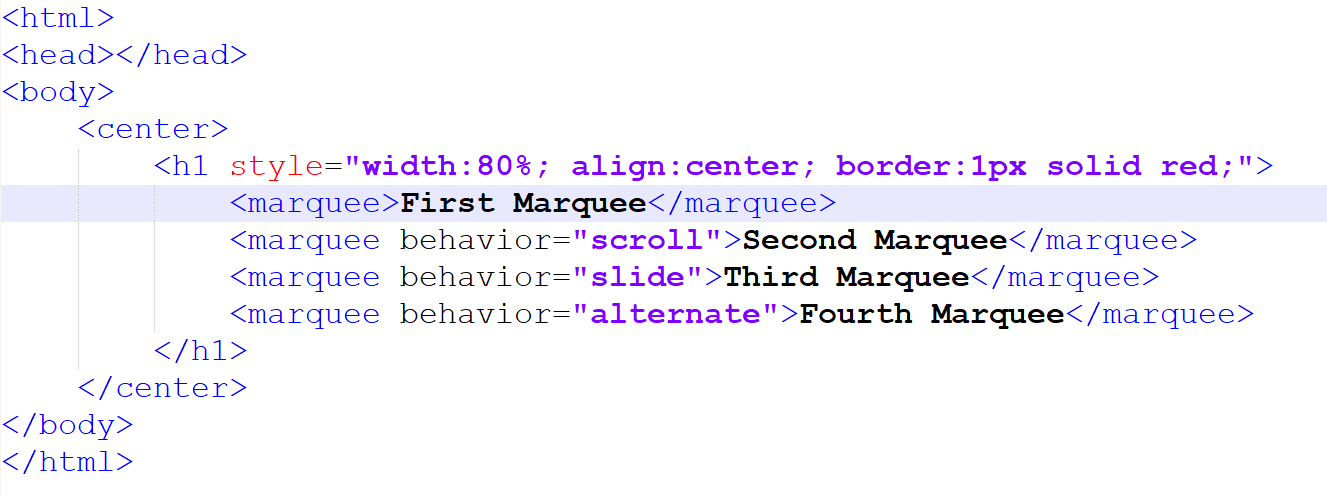 <html>
<head></head>
<body>
    <center>
        <h1 style="width:80%; align:center; border:1px solid red;">
            <marquee>First Marquee</marquee>
            <marquee behavior="scroll">Second Marquee</marquee>
            <marquee behavior="slide">Third Marquee</marquee>
            <marquee behavior="alternate">Fourth Marquee</marquee>
        </h1>
    </center>
</body>
</html>